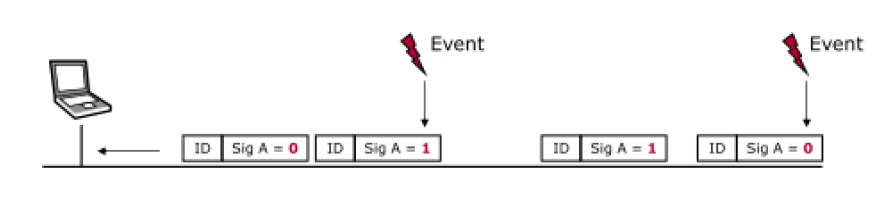 Event
Event
ID Sig A = 0 ID Sig A = 1 ID Sig A = 1 ID Sig A = 0